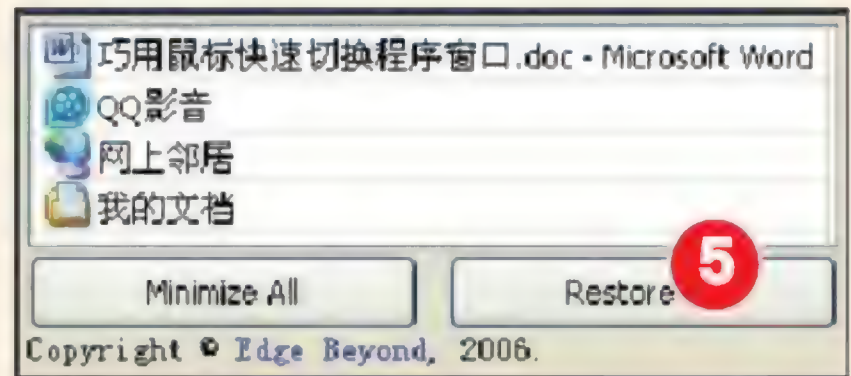 巧用鼠标快速切换程序窗口.doc - Microsoft Word
QQ影音
网上邻居
我的文档
Minimize All Restore 5
Copyright © Edge Beyond, 2006.